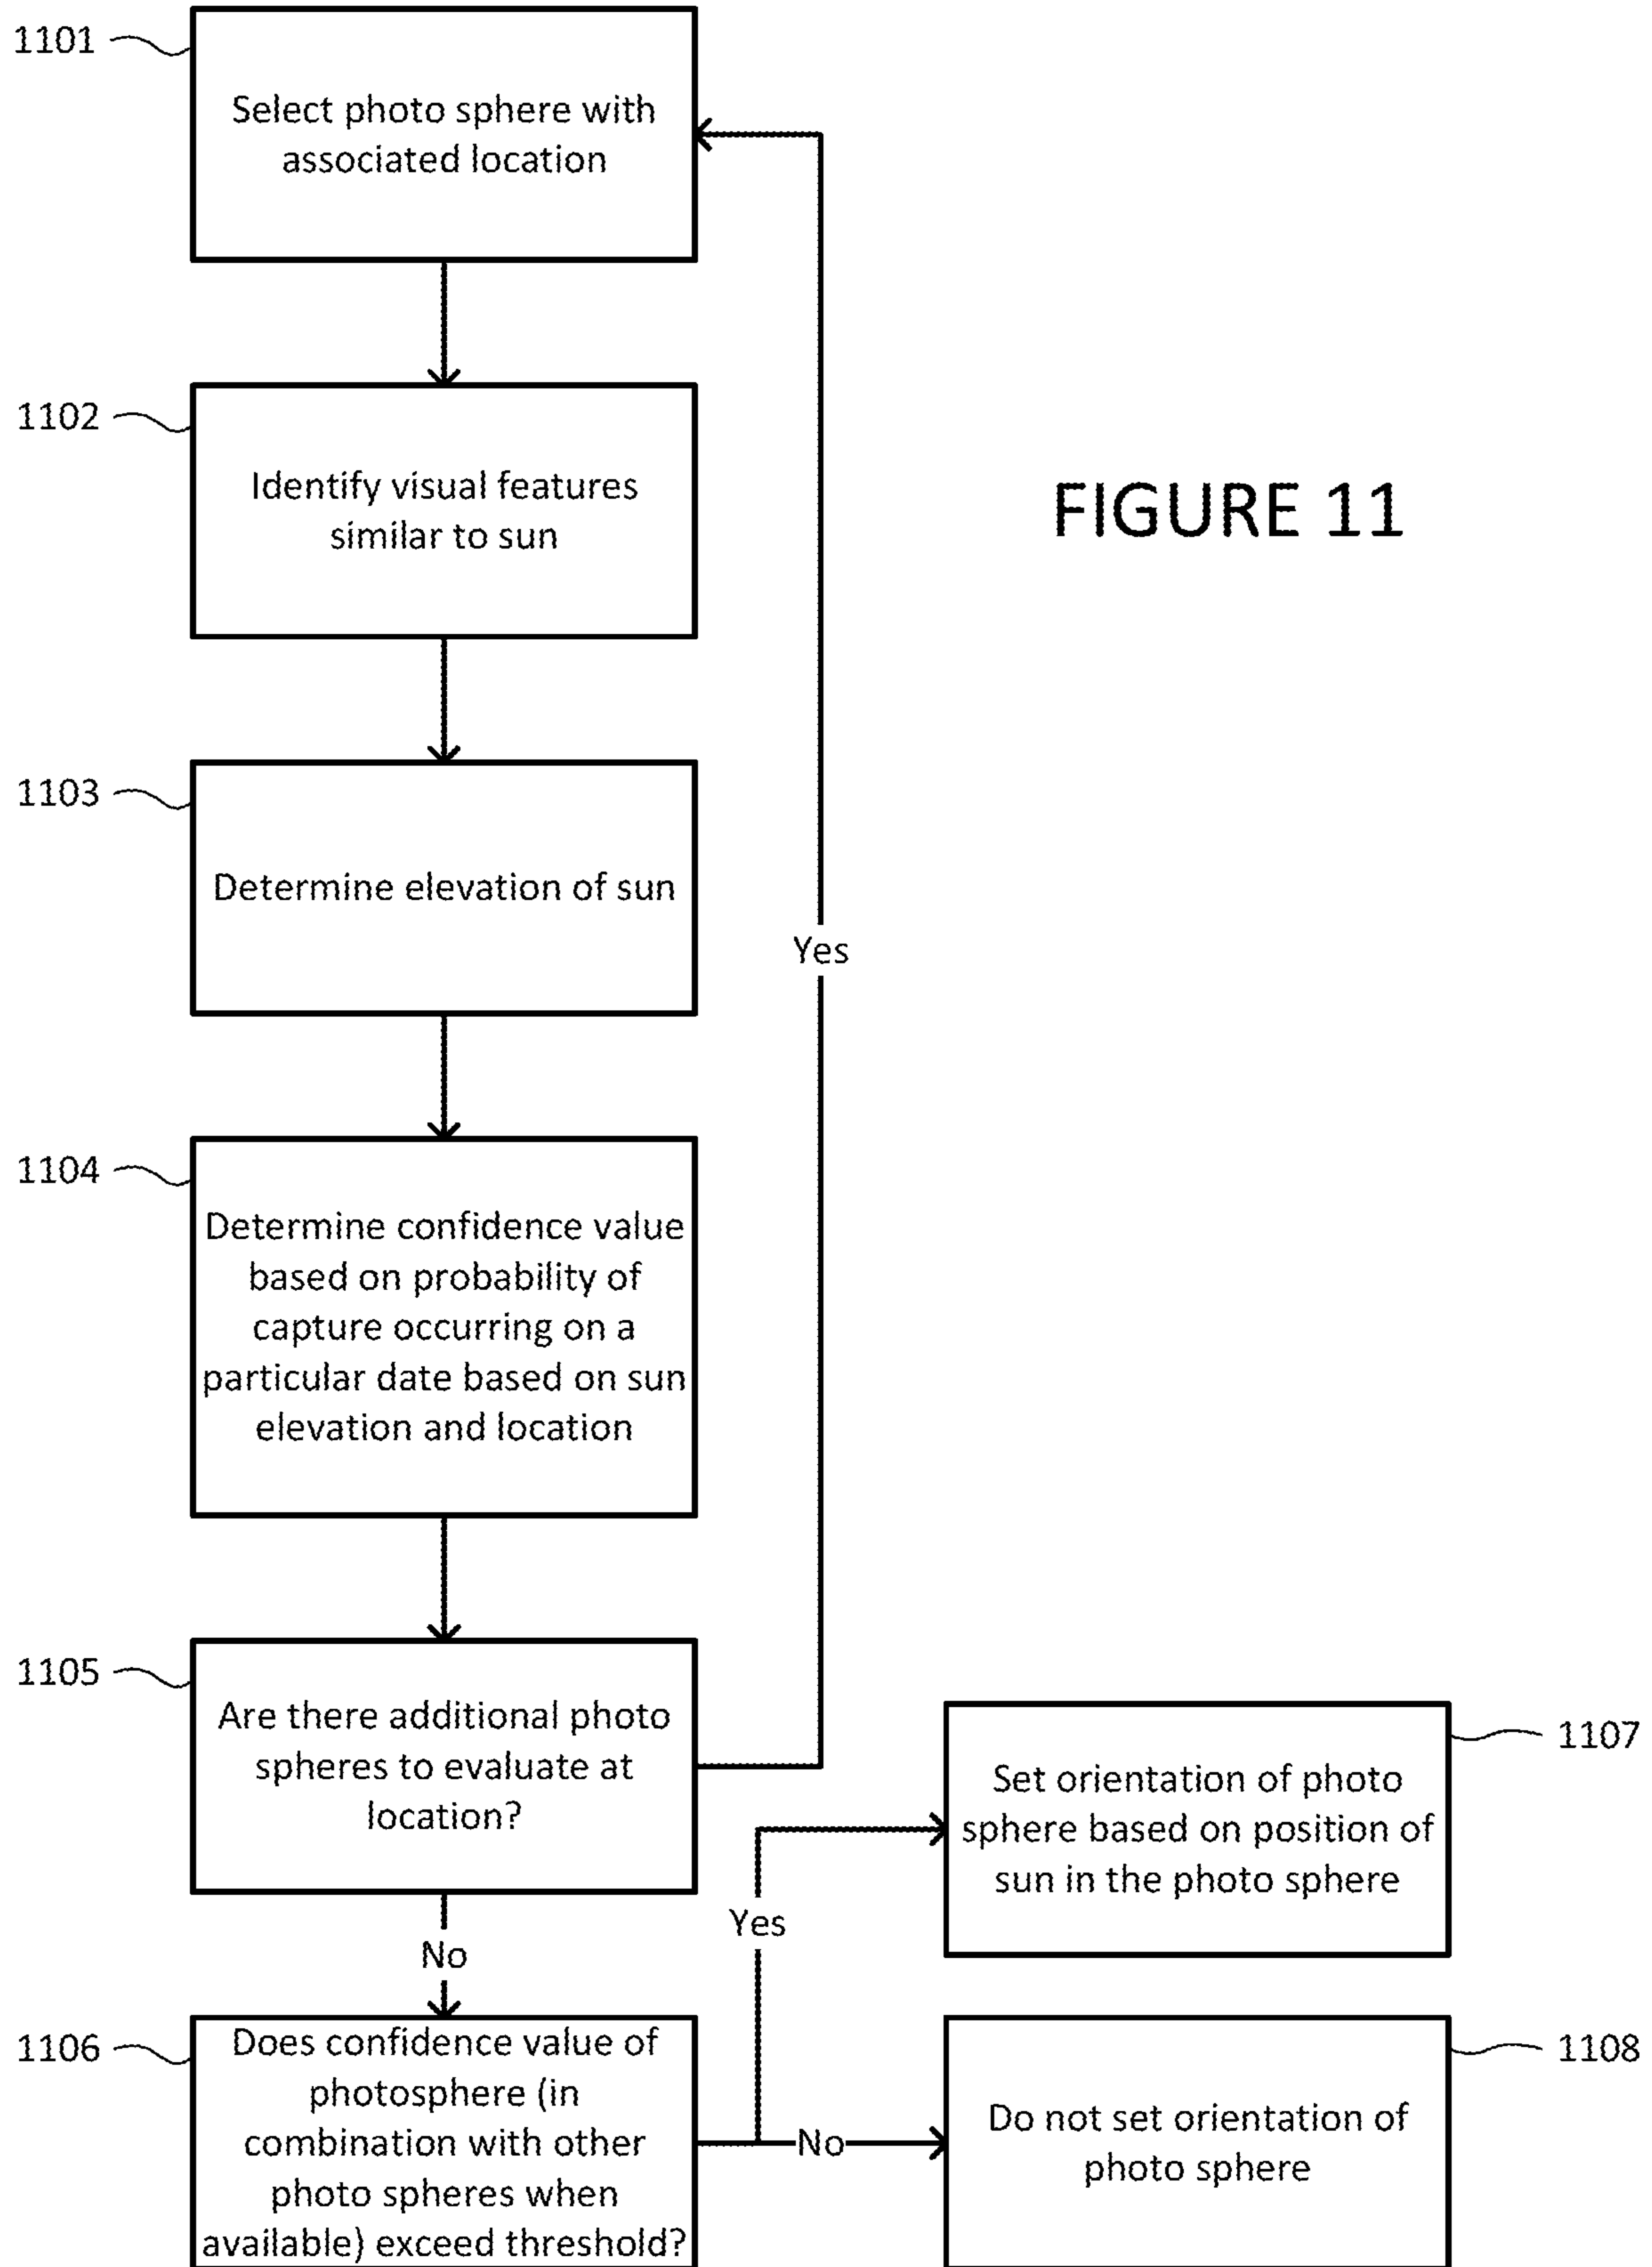 1101
Select photo sphere with
associated location
1102
Identify visual features
similar to sun
FIGURE 11
1103
Determine elevation of sun
Yes
1104
Determine confidence value
based on probability of
capture occurring on a
particular date based on sun
elevation and location
1105
Are there additional photo
spheres to evaluate at
location?
1107
Set orientation of photo
sphere based on position of
sun in the photo sphere
Yes
No
1106
Does confidence value of
photosphere (in
combination with other
photo spheres when
available) exceed threshold?
No
1108
Do not set orientation of
photo sphere